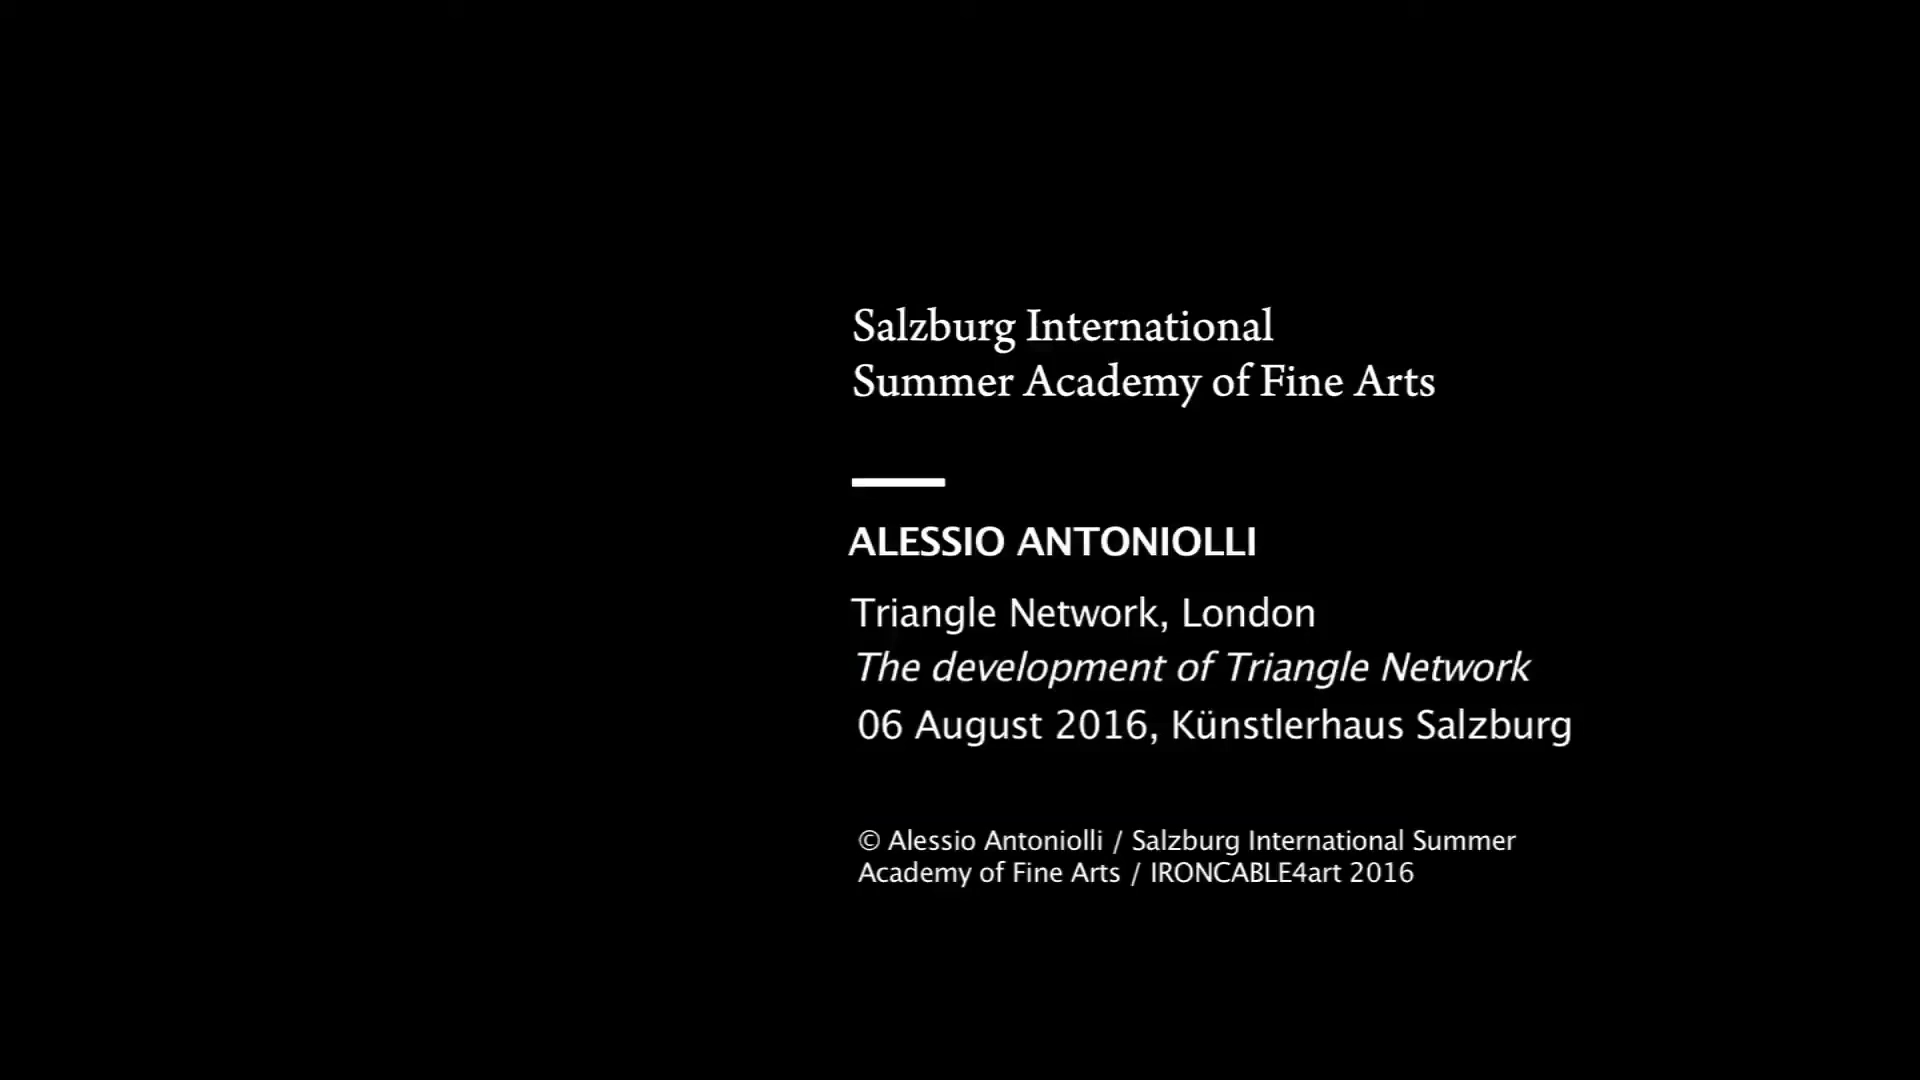 Salzburg International
Summer Academy of Fine Arts
ALESSIO ANTONIOLLI
Triangle Network, London
The development of Triangle Network
06 August 2016, Künstlerhaus Salzburg
© Alessio Antoniolli / Salzburg International Summer
Academy of Fine Arts / IRONCABLE4art 2016